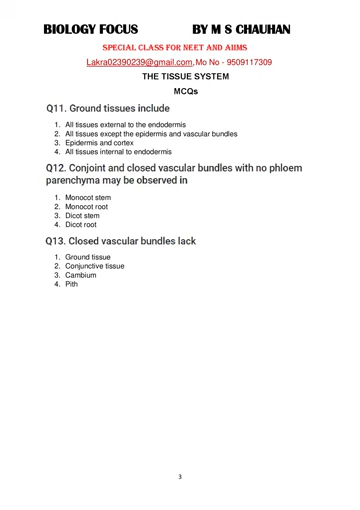 BIOLOGY FOCUS BY M S CHAUHAN
SPECIAL CLASS FOR NEET AND AIIMS
Lakra02390239@gmail.com,Mo No - 9509117309
THE TISSUE SYSTEM
MCQs
Q11. Ground tissues include
1. All tissues external to the endodermis
2. All tissues except the epidermis and vascular bundles
3. Epidermis and cortex
4. All tissues internal to endodermis
Q12. Conjoint and closed vascular bundles with no phloem
parenchyma may be observed in
1. Monocot stem
2. Monocot root
3. Dicot stem
4. Dicot root
Q13. Closed vascular bundles lack
1. Ground tissue
2. Conjunctive tissue
3. Cambium
4. Pith
3